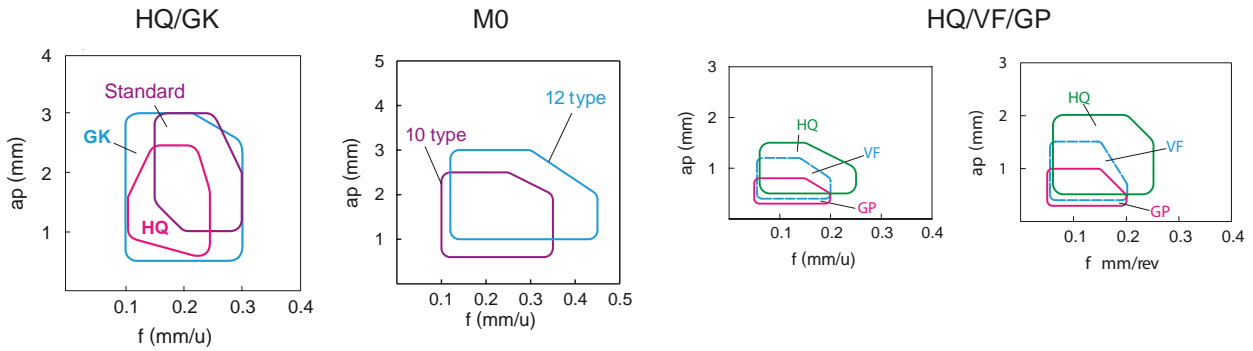 HQ/GK
M0
HQ/VF/GP
4
3
2
1
ap (mm)
Standard
GK
HQ
0.1
0.2
0.3
0.4
f (mm/u)
5
4
3
2
1
ap (mm)
12 type
10 type
0.1
0.2
0.3
0.4
0.5
f (mm/u)
3
2
1
ap (mm)
HQ
VF
GP
0.1
0.2
0.3
0.4
f (mm/u)
3
2
1
ap (mm)
HQ
VF
GP
0.1
0.2
0.3
0.4
f mm/rev